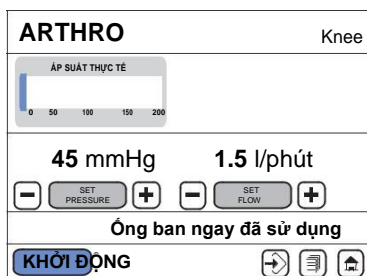 ARTHRO Knee
ÁP SUẤT THỰC TẾ
0 50 100 150 200
45 mmHg 1.5 l/phút
− SET PRESSURE + − SET FLOW +
Ống ban ngay đã sử dụng
KHỞI ĐỘNG